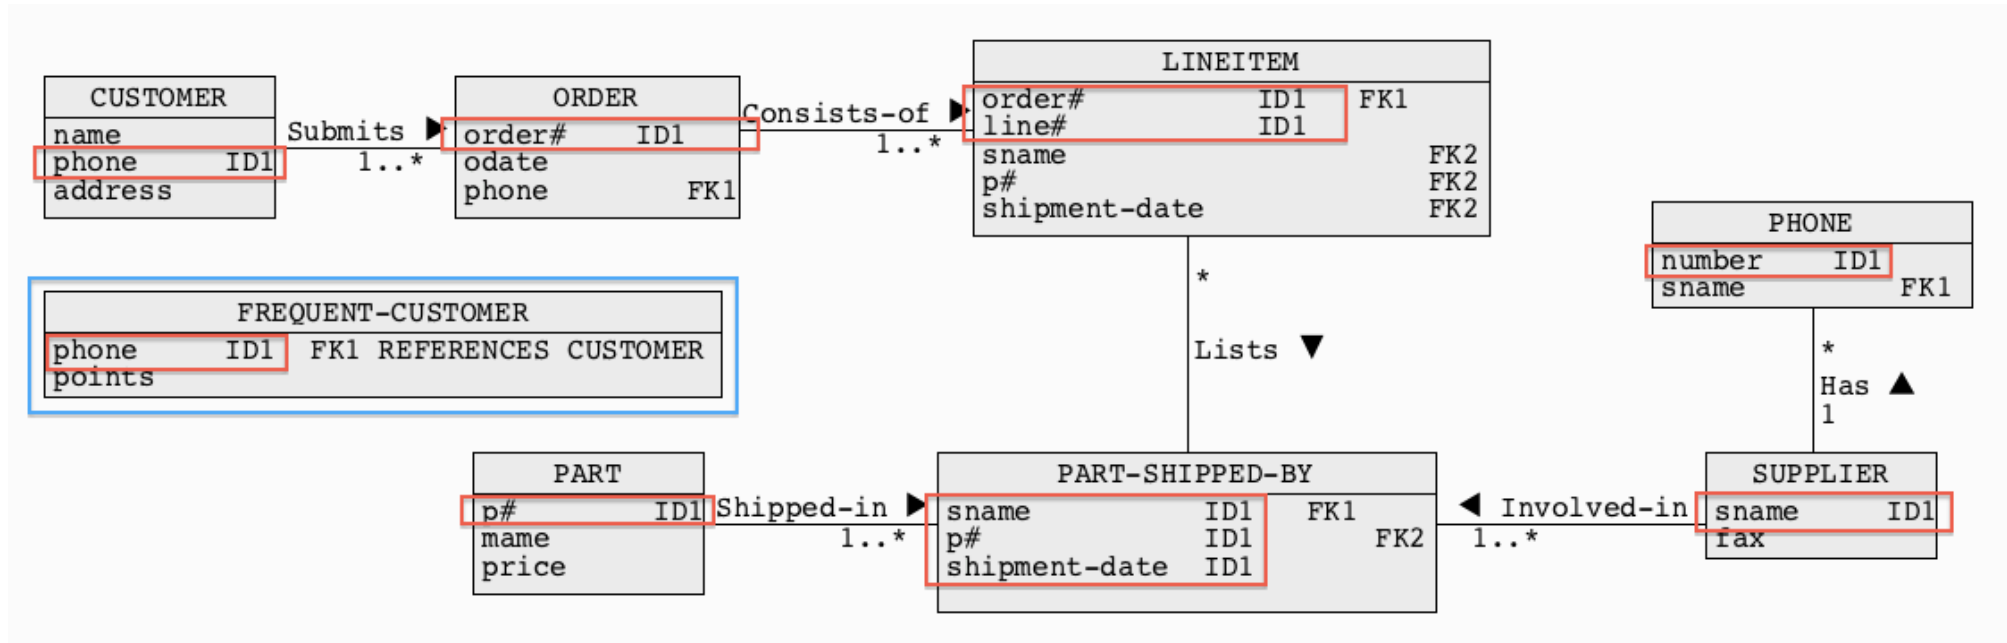 CUSTOMER
name
phone ID1
address
Submits
1..*
ORDER
order# ID1
odate
phone FK1
Consists-of
1..*
LINEITEM
order# ID1 FK1
line# ID1
sname FK2
p# FK2
shipment-date FK2
PHONE
number ID1
sname FK1
FREQUENT-CUSTOMER
phone ID1 FK1 REFERENCES CUSTOMER
points
*
Lists
*
Has
1
PART
p# ID1
mame
price
Shipped-in
1..*
PART-SHIPPED-BY
sname ID1 FK1
p# ID1 FK2
shipment-date ID1
Involved-in
1..*
SUPPLIER
sname ID1
fax